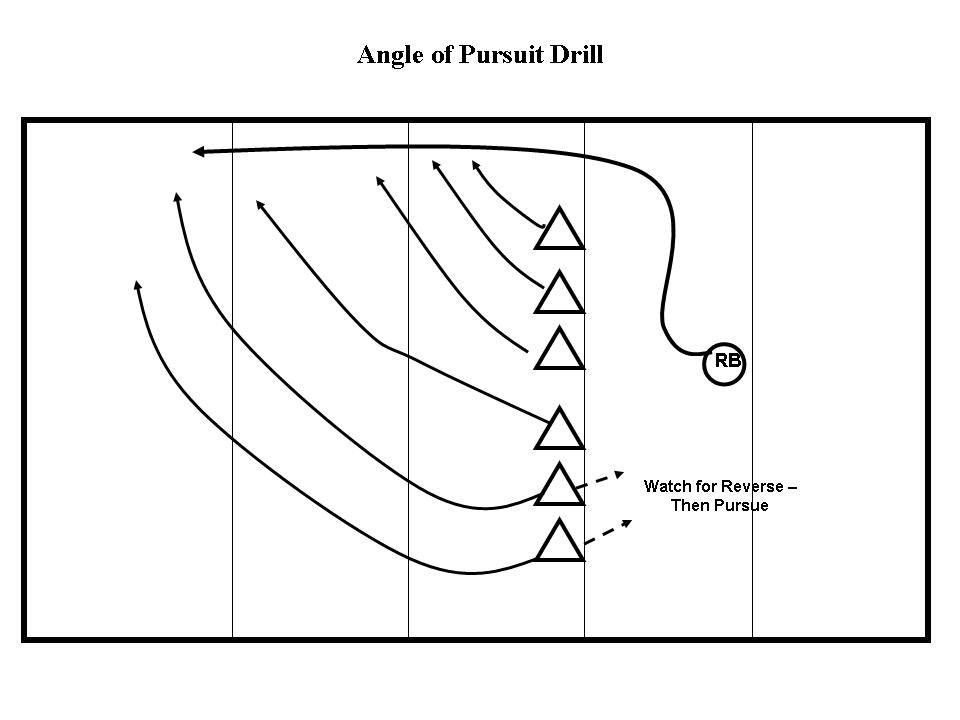 Angle of Pursuit Drill
RB
Watch for Reverse –
Then Pursue